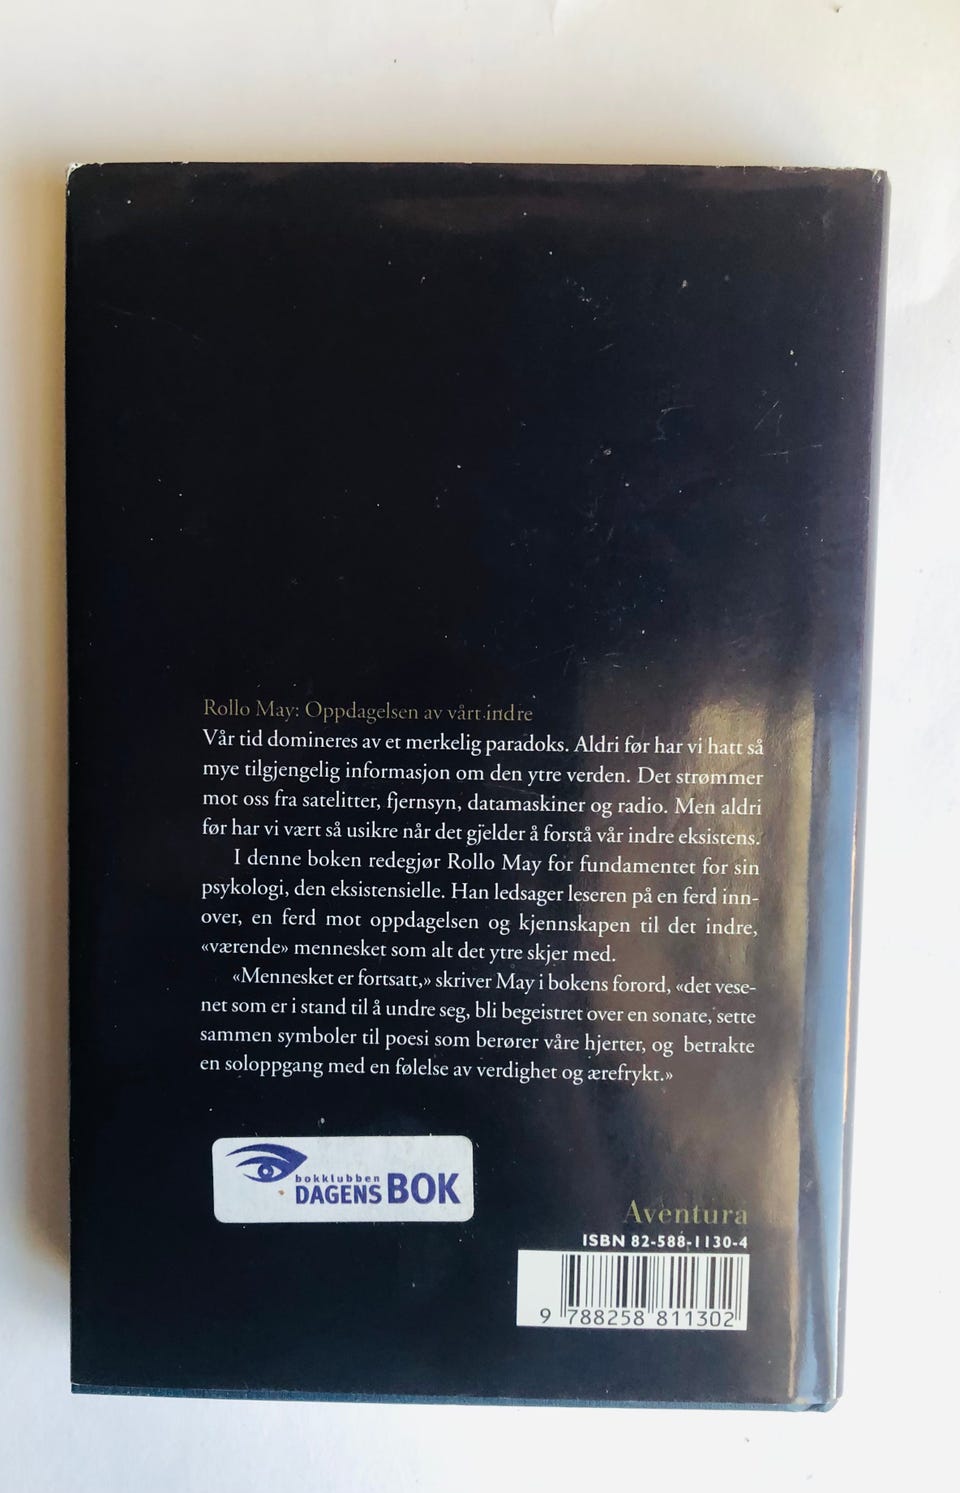 Rollo May: Oppdagelsen av vårt indre
Vår tid domineres av et merkelig paradoks. Aldri før har vi hatt så
mye tilgjengelig informasjon om den ytre verden. Det strømmer
mot oss fra satelitter, fjernsyn, datamaskiner og radio. Men aldri
før har vi vært så usikre når det gjelder å forstå vår indre eksistens.
I denne boken redegjør Rollo May for fundamentet for sin
psykologi, den eksistensielle. Han ledsager leseren på en ferd inn-
over, en ferd mot oppdagelsen og kjennskapen til det indre,
«værende» mennesket som alt det ytre skjer med.
«Mennesket er fortsatt,» skriver May i bokens forord, «det vese-
net som er i stand til å undre seg, bli begeistret over en sonate, sette
sammen symboler til poesi som berører våre hjerter, og betrakte
en soloppgang med en følelse av verdighet og ærefrykt.»
bokklubben
DAGENS BOK
Aventura
ISBN 82-588-1130-4
9 788258 811302